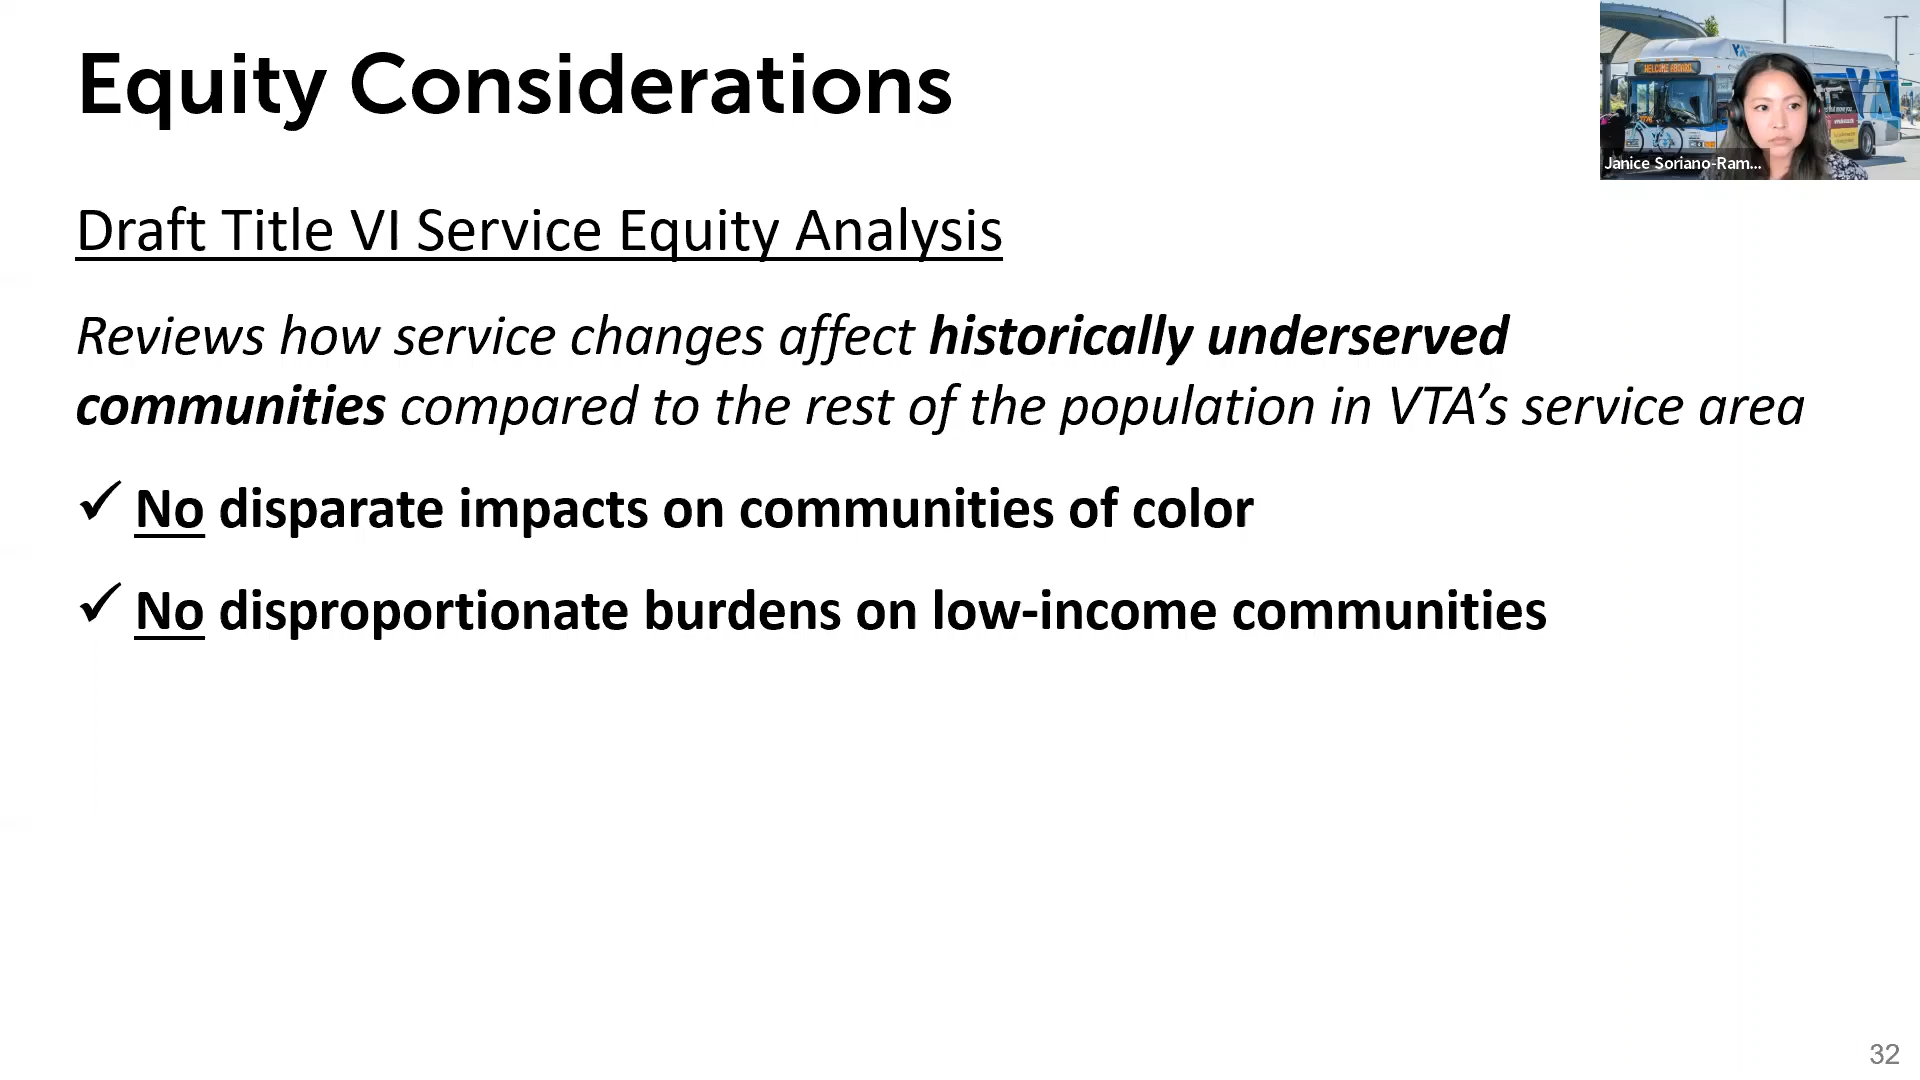 Equity Considerations
WELCOME ABOARD
Janice Soriano-Ram...
Draft Title VI Service Equity Analysis
Reviews how service changes affect historically underserved
communities compared to the rest of the population in VTA’s service area
✓ No disparate impacts on communities of color
✓ No disproportionate burdens on low-income communities
32